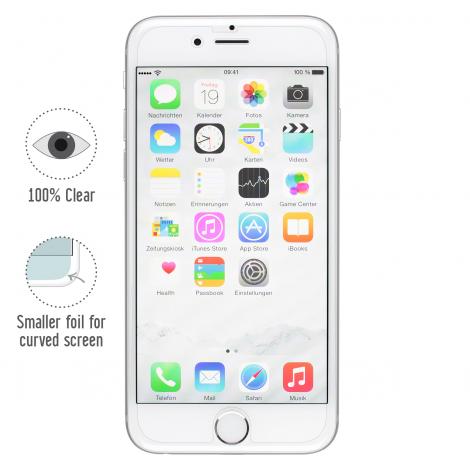 09:41
100 %
Freitag
19
Nachrichten Kalender Fotos Kamera
Wetter Uhr Karten Videos
Notizen Erinnerungen Aktien Game Center
Zeitungskiosk iTunes Store App Store iBooks
Health Passbook Einstellungen
Telefon Mail Safari Musik
100% Clear
Smaller foil for
curved screen